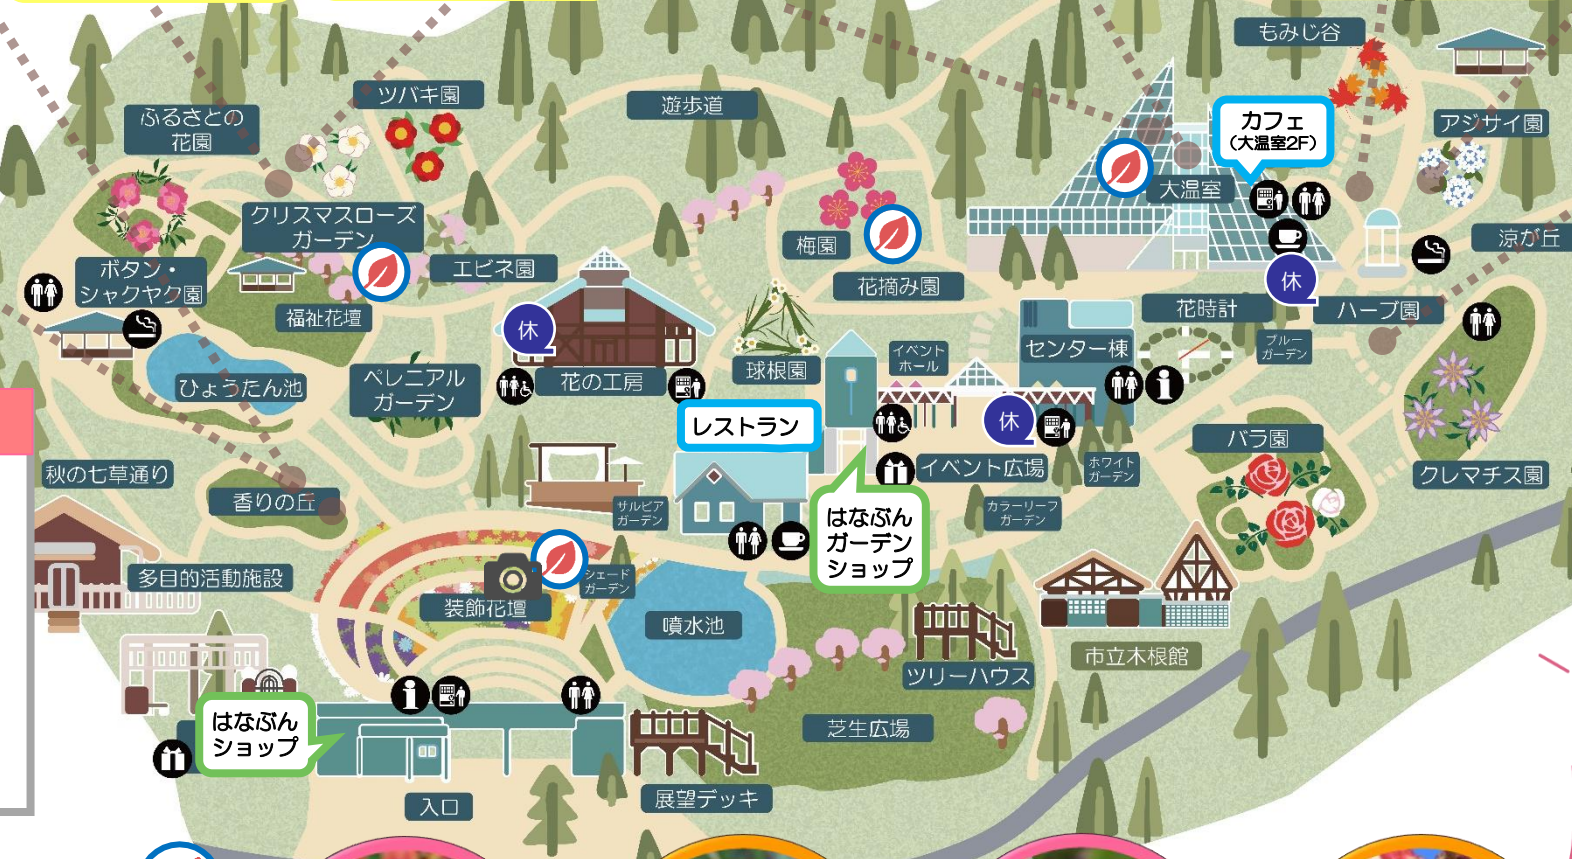 もみじ谷
ツバキ園
遊歩道
ふるさとの
花園
カフェ
(大温室2F)
アジサイ園
大温室
クリスマスローズ
ガーデン
梅園
涼が丘
ボタン・
シャクヤク園
エビネ園
花摘み園
休
福祉花壇
花時計
ハーブ園
休
センター棟
ブルー
ガーデン
イベント
ホール
球根園
花の工房
ひょうたん池
ペレニアル
ガーデン
レストラン
休
バラ園
秋の七草通り
イベント広場
ホワイト
ガーデン
クレマチス園
香りの丘
サルビア
ガーデン
カラーリーフ
ガーデン
はなぶん
ガーデン
ショップ
多目的活動施設
シェード
ガーデン
装飾花壇
噴水池
市立木根館
ツリーハウス
はなぶん
ショップ
芝生広場
展望デッキ
入口